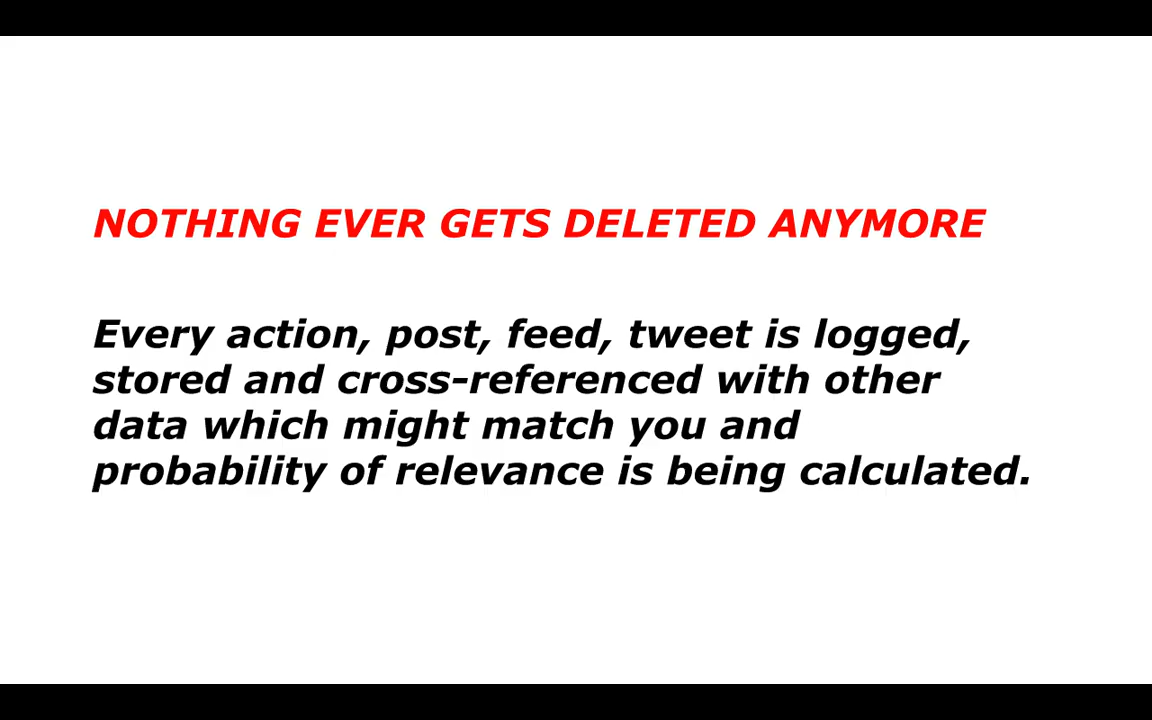 NOTHING EVER GETS DELETED ANYMORE
Every action, post, feed, tweet is logged,
stored and cross-referenced with other
data which might match you and
probability of relevance is being calculated.